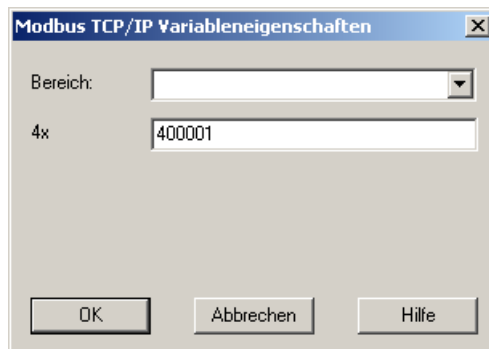 Modbus TCP/IP Variableneigenschaften
Bereich:
4x 400001
OK Abbrechen Hilfe